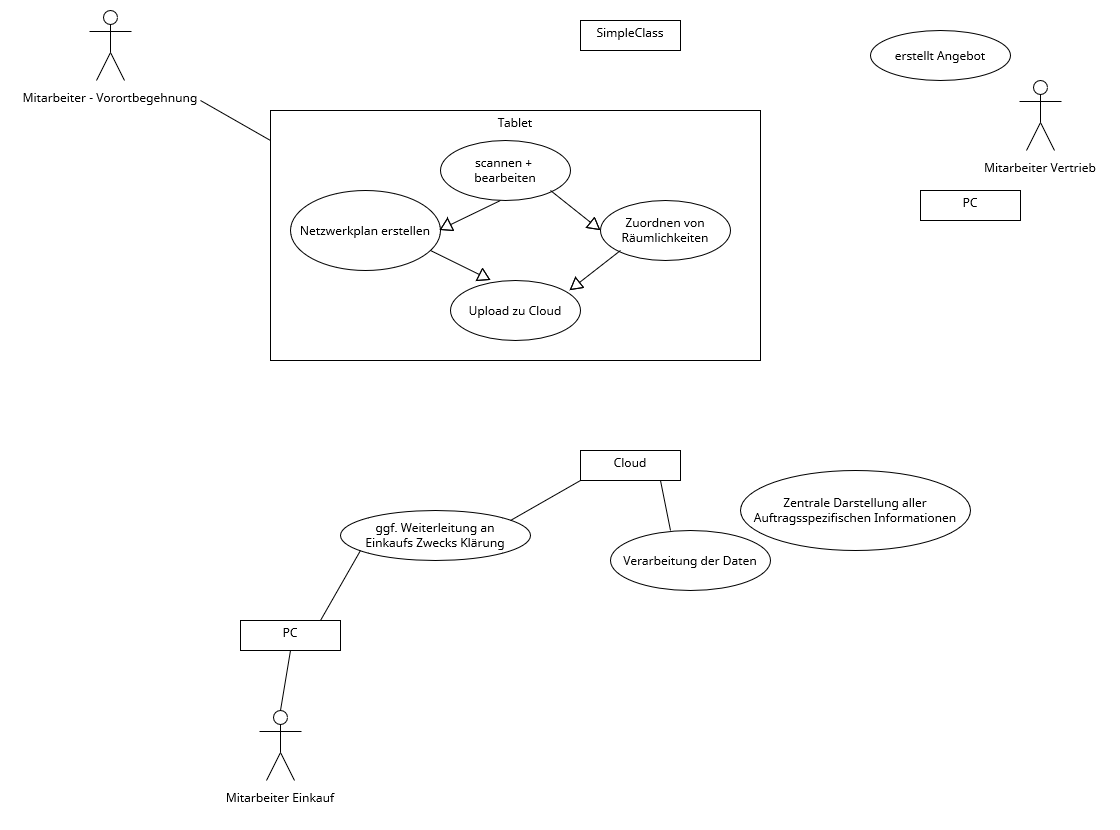 SimpleClass
erstellt Angebot
Mitarbeiter - Vorortbegehnung
Tablet
scannen +
bearbeiten
Mitarbeiter Vertrieb
PC
Netzwerkplan erstellen
Zuordnen von
Räumlichkeiten
Upload zu Cloud
Cloud
Zentrale Darstellung aller
Auftragsspezifischen Informationen
ggf. Weiterleitung an
Einkaufs Zwecks Klärung
Verarbeitung der Daten
PC
Mitarbeiter Einkauf